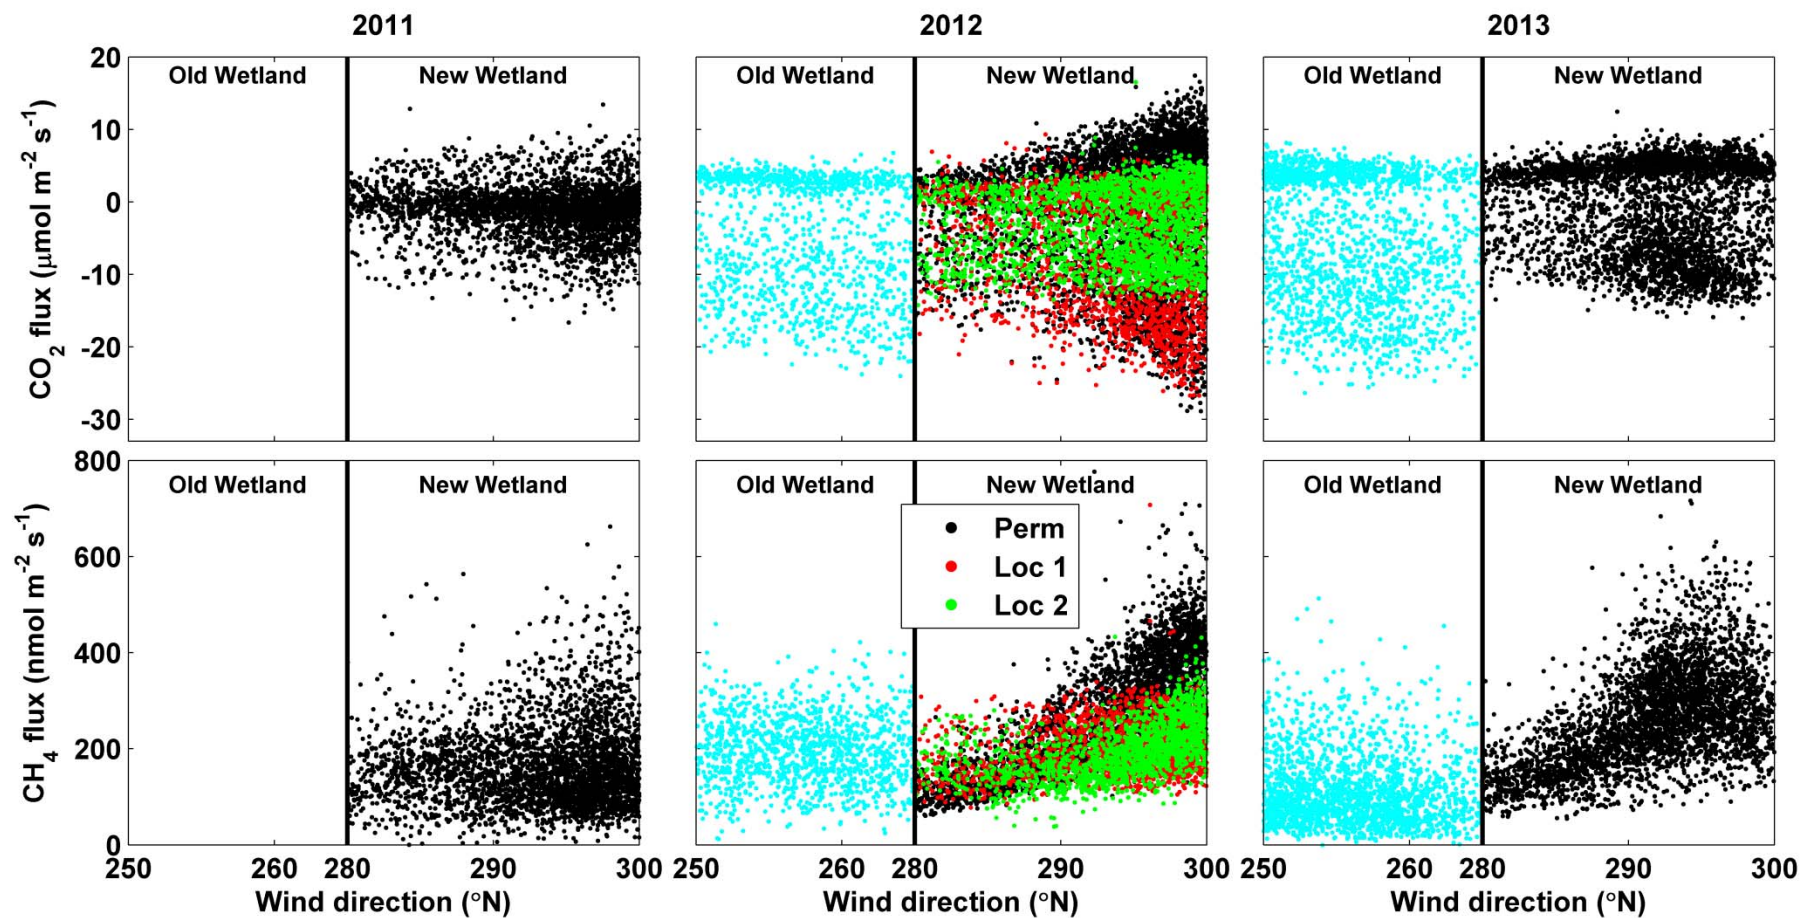 2011 2012 2013
Old Wetland New Wetland Old Wetland New Wetland Old Wetland New Wetland
20
10
0
-10
-20
-30
CO2 flux (μmol m-2 s-1)
Old Wetland New Wetland Old Wetland New Wetland Old Wetland New Wetland
Perm
Loc 1
Loc 2
800
600
400
200
0
CH4 flux (nmol m-2 s-1)
250 260 280 290 300 250 260 280 290 300 250 260 280 290 300
Wind direction (°N) Wind direction (°N) Wind direction (°N)